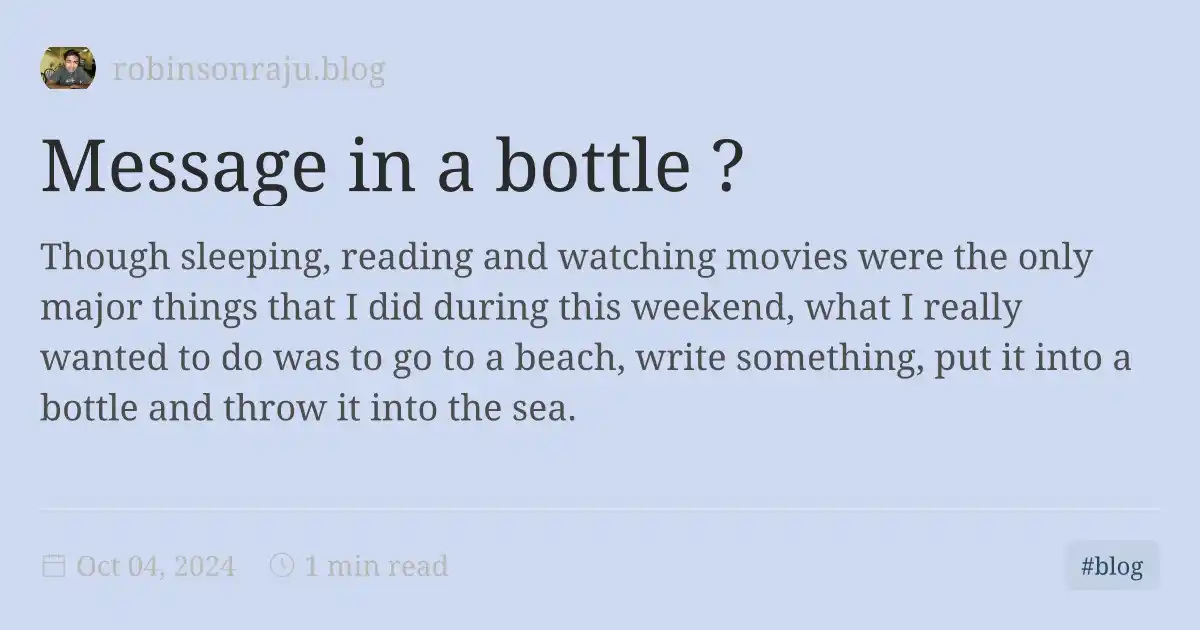 robinsonraju.blog
Message in a bottle ?
Though sleeping, reading and watching movies were the only
major things that I did during this weekend, what I really
wanted to do was to go to a beach, write something, put it into a
bottle and throw it into the sea.
Oct 04, 2024 1 min read
#blog